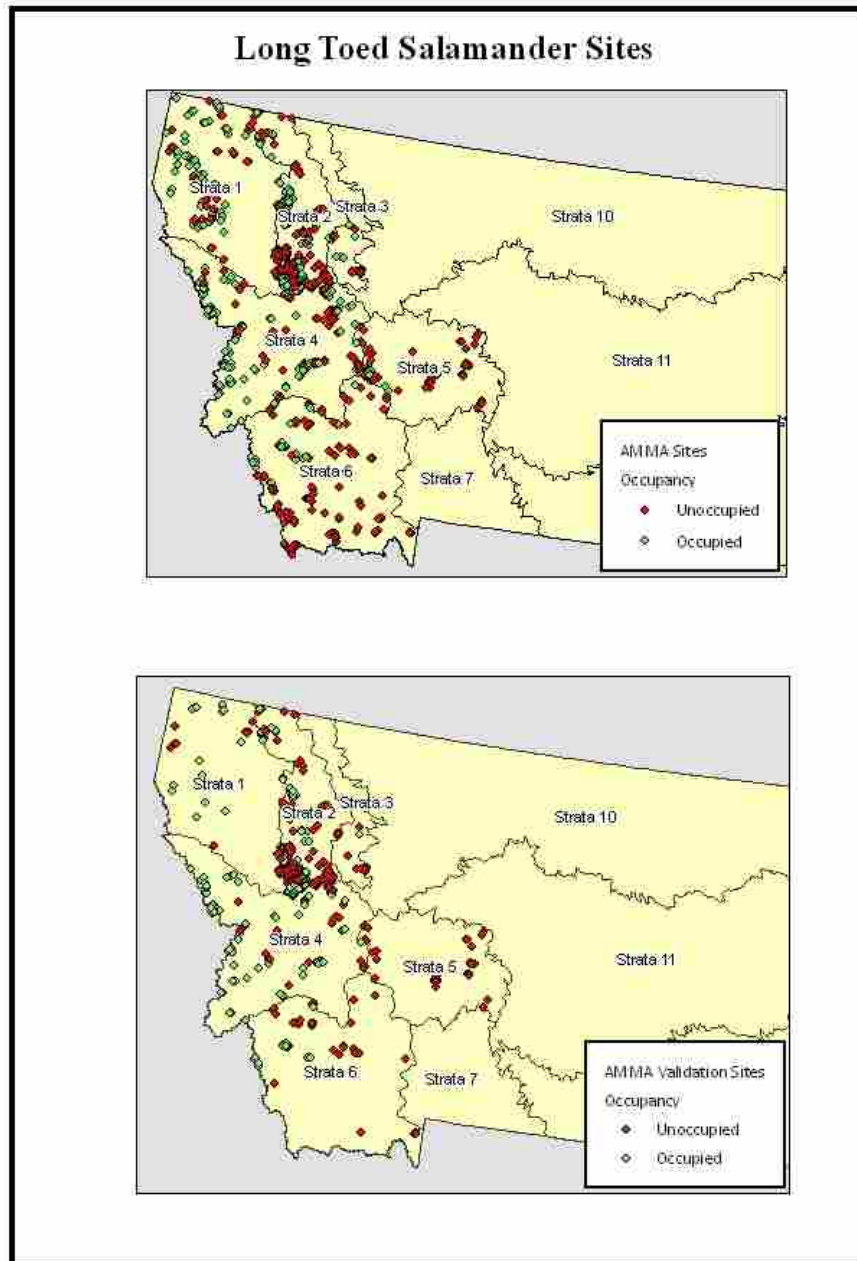 Long Toed Salamander Sites
Strata 1
Strata 2
Strata 3
Strata 10
Strata 4
Strata 5
Strata 11
Strata 6
Strata 7
AMMA Sites
Occupancy
Unoccupied
Occupied
Strata 1
Strata 2
Strata 3
Strata 10
Strata 4
Strata 5
Strata 11
Strata 6
Strata 7
AMMA Validation Sites
Occupancy
Unoccupied
Occupied